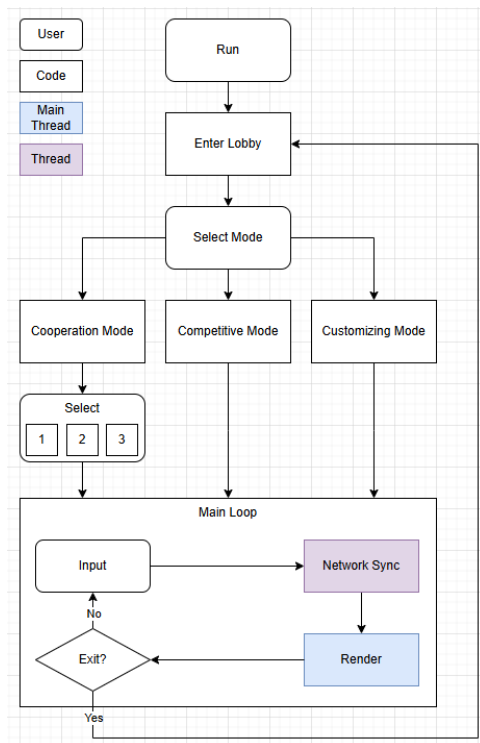 User
Code
Main
Thread
Thread
Run
Enter Lobby
Select Mode
Cooperation Mode
Competitive Mode
Customizing Mode
Select
1
2
3
Main Loop
Input
Network Sync
No
Exit?
Render
Yes